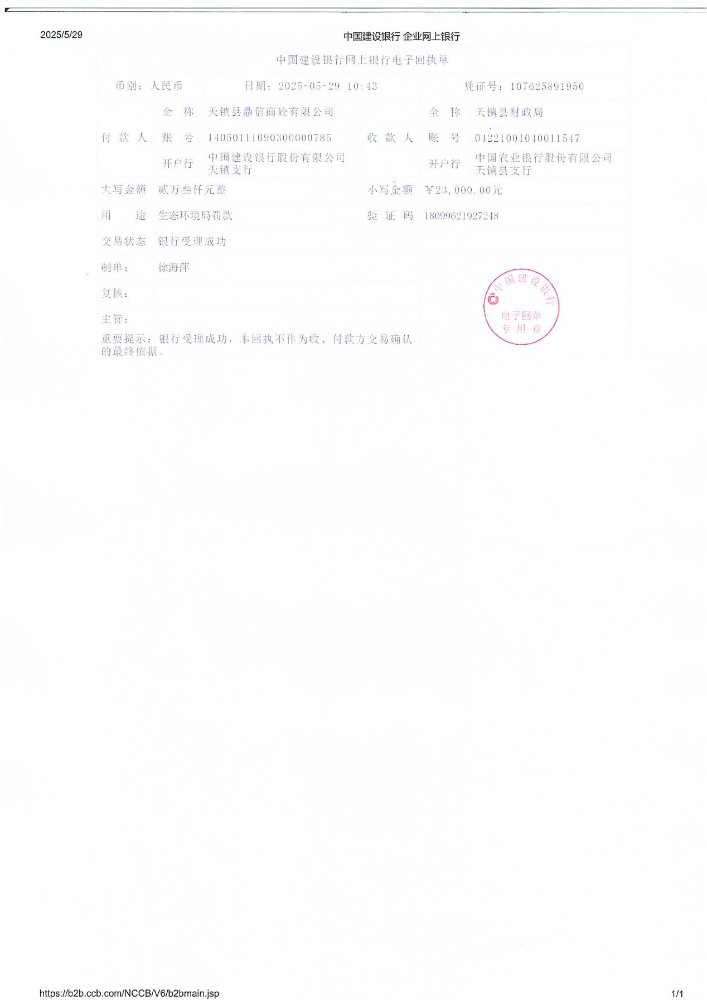 2025/5/29
中国建设银行 企业网上银行
中国建设银行网上银行电子回执单
币别：人民币 日期：2025-05-29 10:43 凭证号：107625891950
付款人 全称 天镇县鼎信商砼有限公司 收款人 全称 天镇县财政局
账号 14050111090300000785 账号 04221001040011547
开户行 中国建设银行股份有限公司 开户行 中国农业银行股份有限公司
天镇支行 天镇县支行
大写金额 贰万叁仟元整 小写金额 ￥23,000.00元
用途 生态环境局罚款 验证码 18099621927248
交易状态 银行受理成功
制单： 徐海萍
复核：
主管：
重要提示：银行受理成功，本回执不作为收、付款方交易确认
的最终依据。
中国建设银行
电子回单
专用章
https://b2b.ccb.com/NCCB/V6/b2bmain.jsp
1/1